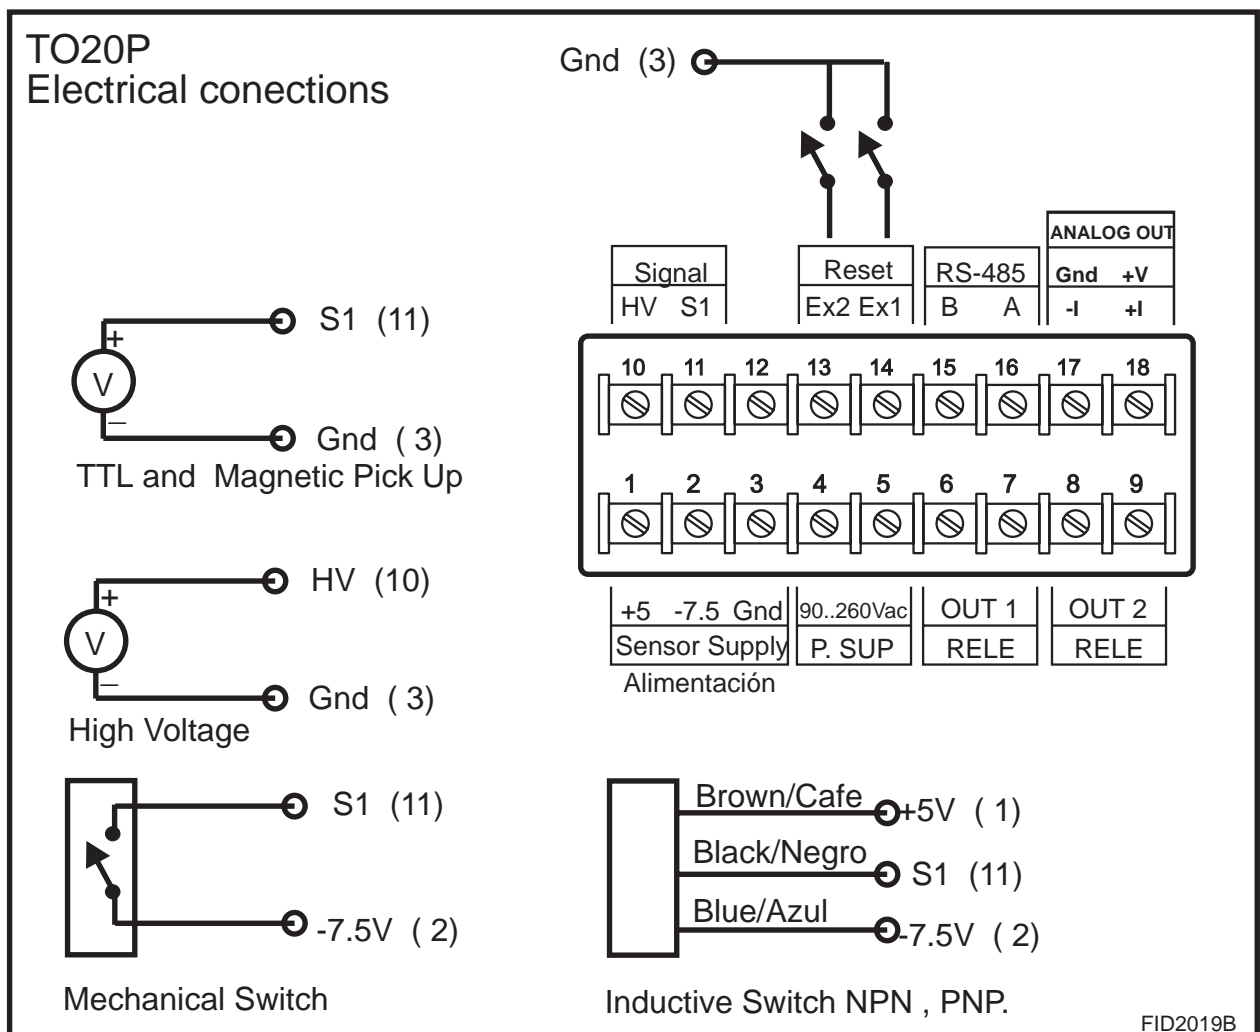 TO20P
Electrical conections
Gnd (3)
ANALOG OUT
Signal
Reset
RS-485
Gnd +V
HV S1
Ex2 Ex1
B A
-I +I
S1 (11)
+
V
–
Gnd ( 3)
TTL and Magnetic Pick Up
10 11 12 13 14 15 16 17 18
1 2 3 4 5 6 7 8 9
HV (10)
+
V
–
Gnd ( 3)
High Voltage
+5 -7.5 Gnd
90..260Vac
OUT 1
OUT 2
Sensor Supply
P. SUP
RELE
RELE
Alimentación
S1 (11)
-7.5V ( 2)
Mechanical Switch
Brown/Cafe
+5V ( 1)
Black/Negro
S1 (11)
Blue/Azul
-7.5V ( 2)
Inductive Switch NPN , PNP.
FID2019B